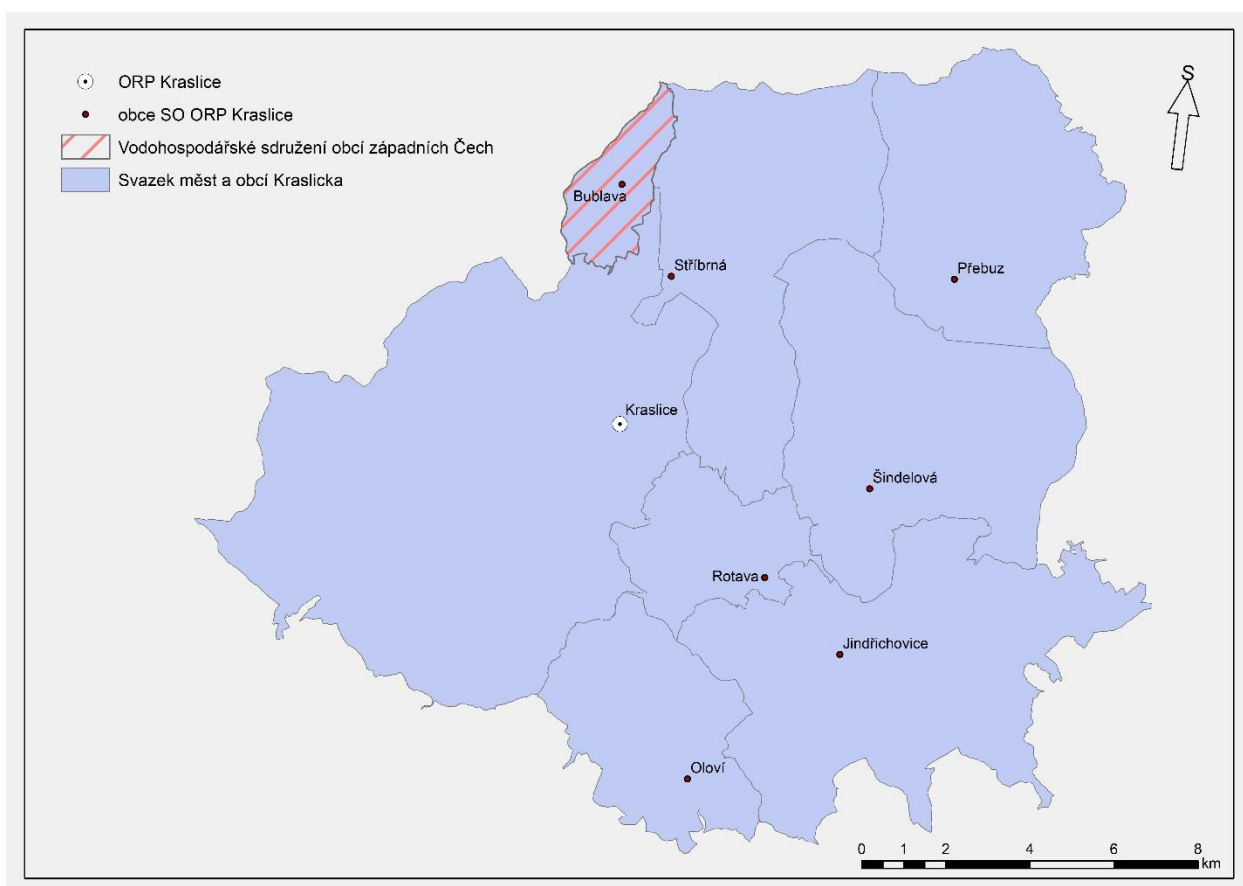 ORP Kraslice
obce SO ORP Kraslice
Vodohospodářské sdružení obcí západních Čech
Svazek měst a obcí Kraslicka
S
Bublava
Stříbrná
Přebuz
Kraslice
Šindelová
Rotava
Jindřichovice
Oloví
0 1 2 4 6 8
km